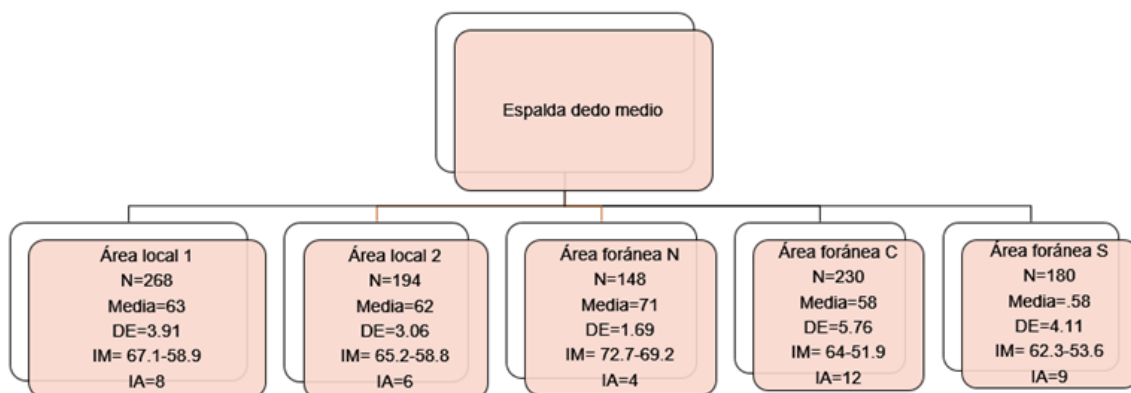 Espalda dedo medio
Área local 1
N=268
Media=63
DE=3.91
IM= 67.1-58.9
IA=8
Área local 2
N=194
Media=62
DE=3.06
IM= 65.2-58.8
IA=6
Área foránea N
N=148
Media=71
DE=1.69
IM= 72.7-69.2
IA=4
Área foránea C
N=230
Media=58
DE=5.76
IM= 64-51.9
IA=12
Área foránea S
N=180
Media=.58
DE=4.11
IM= 62.3-53.6
IA=9